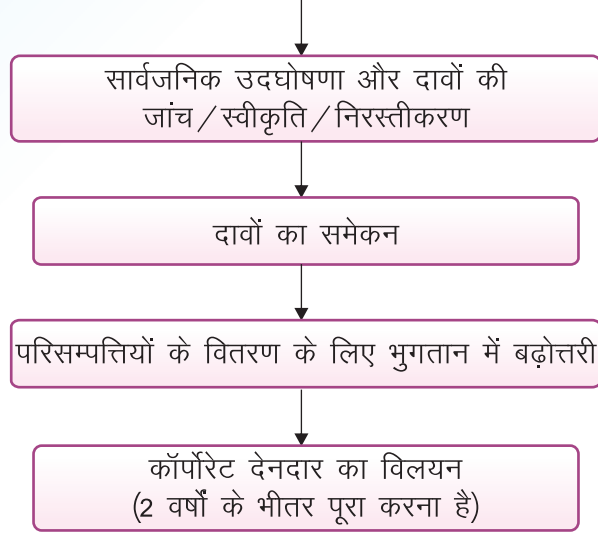 सार्वजनिक उदघोषणा और दावों की
जांच/स्वीकृति/निरस्तीकरण
दावों का समेकन
परिसम्पत्तियों के वितरण के लिए भुगतान में बढ़ोत्तरी
कॉर्पोरेट देनदार का विलयन
(2 वर्षों के भीतर पूरा करना है)